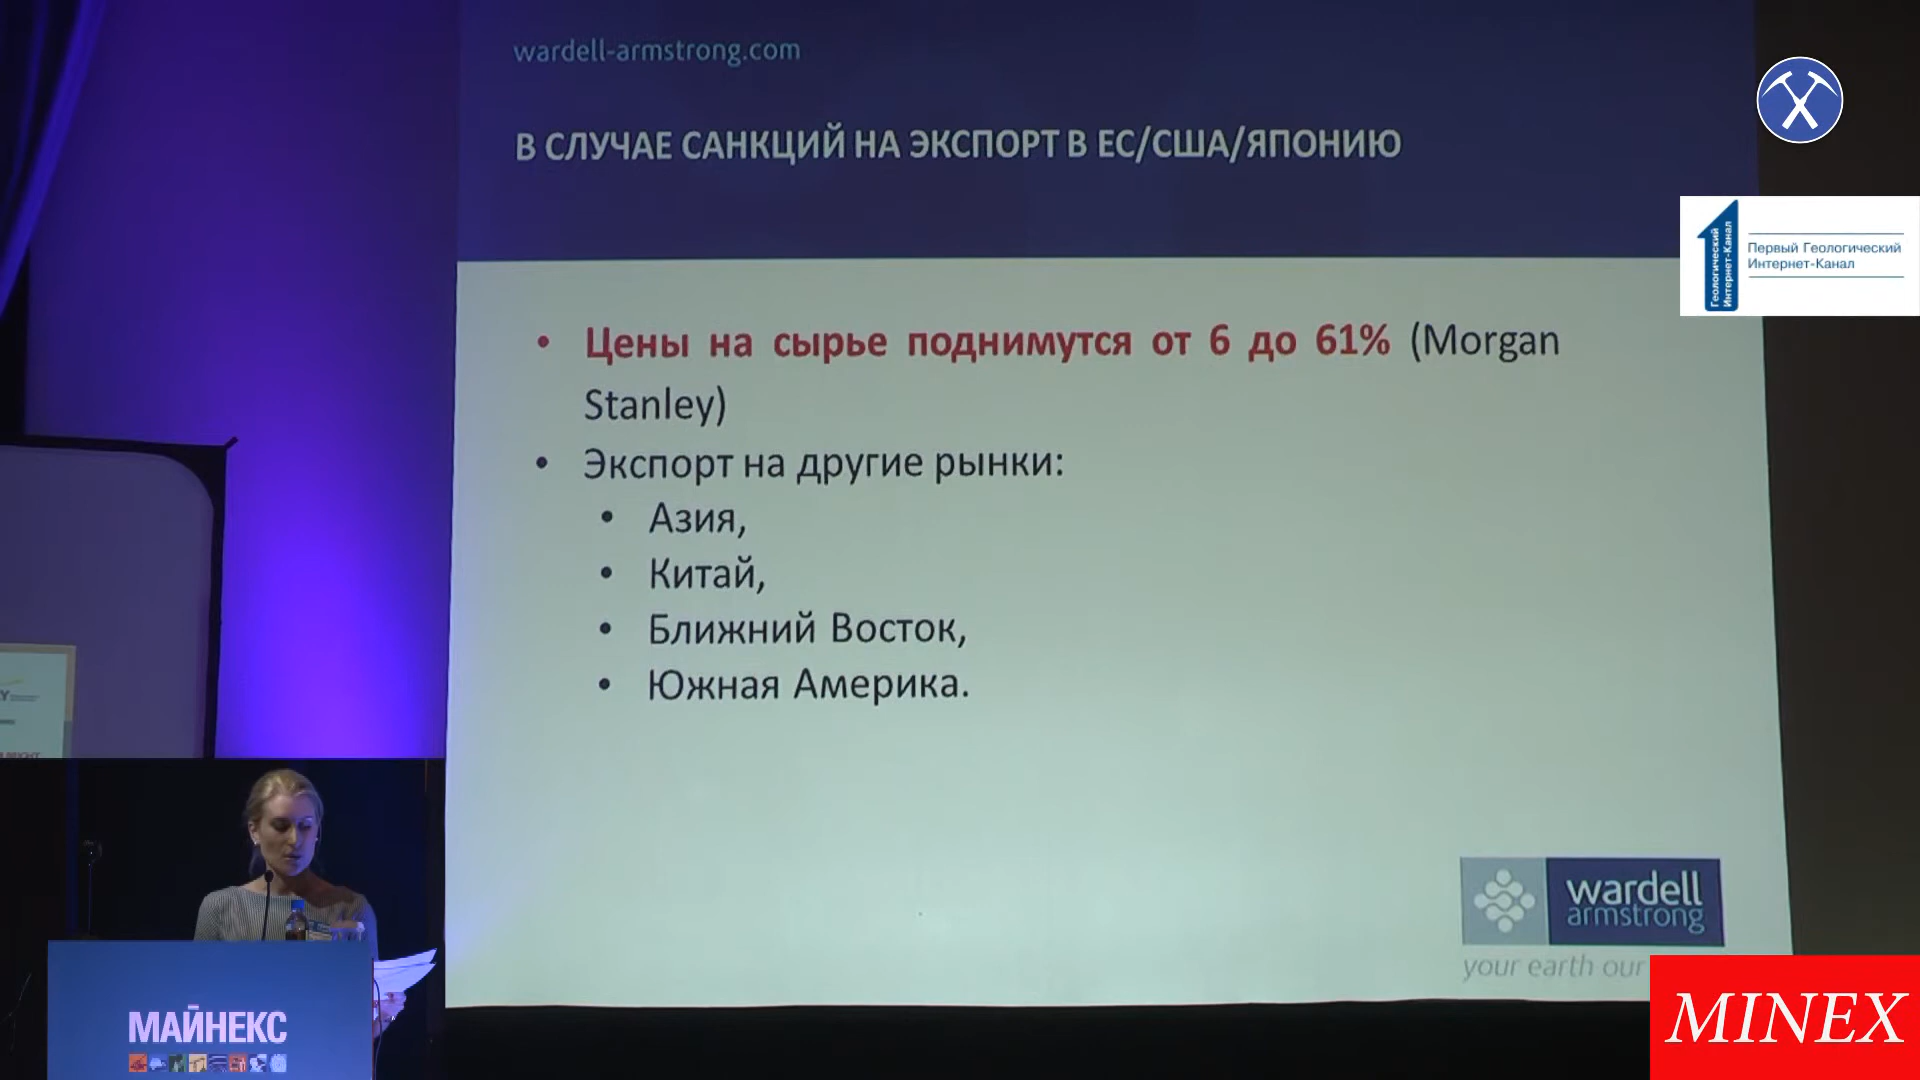 wardell-armstrong.com
В СЛУЧАЕ САНКЦИЙ НА ЭКСПОРТ В ЕС/США/ЯПОНИЮ
Геологический
Интернет-Канал
Первый Геологический
Интернет-Канал
• Цены на сырье поднимутся от 6 до 61% (Morgan
Stanley)
• Экспорт на другие рынки:
• Азия,
• Китай,
• Ближний Восток,
• Южная Америка.
wardell
armstrong
your earth our
МАЙНЕКС
MINEX